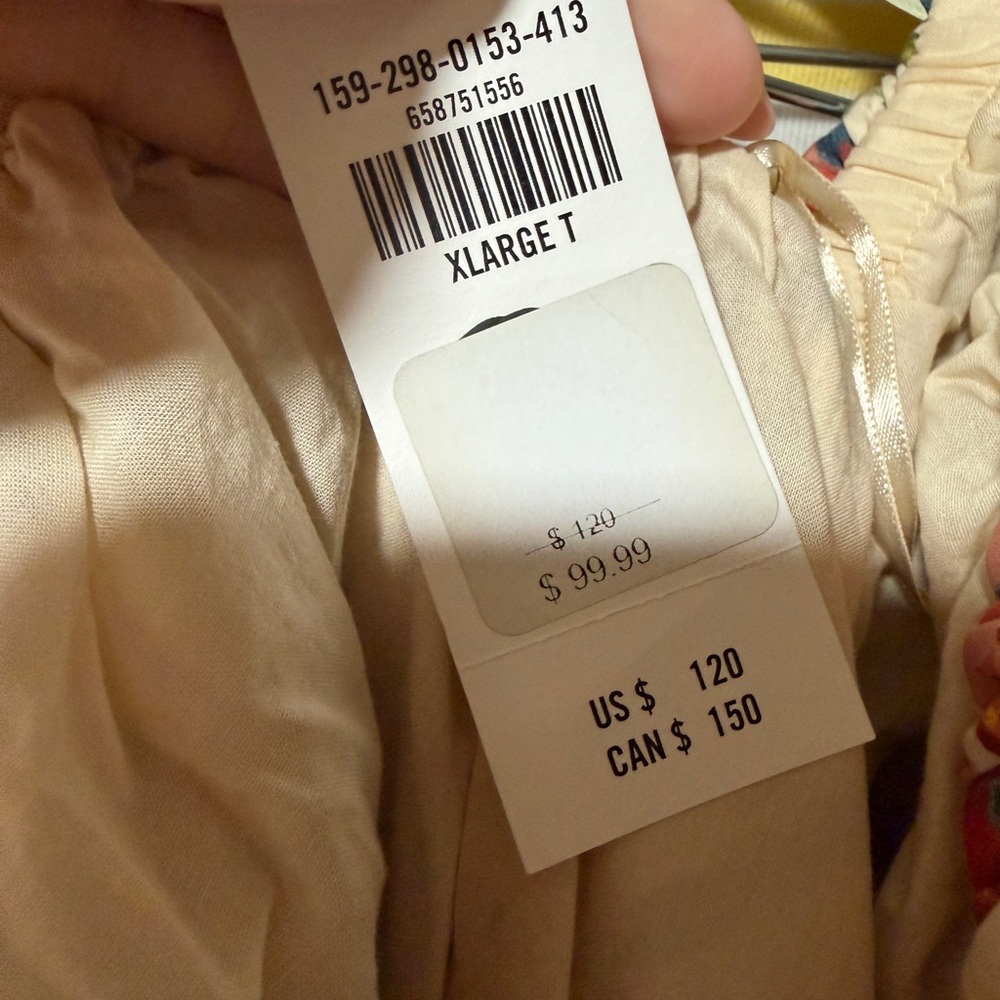 159-298-0153-413
658751556
XLARGE T
$ 120
$ 99.99
US $ 120
CAN $ 150